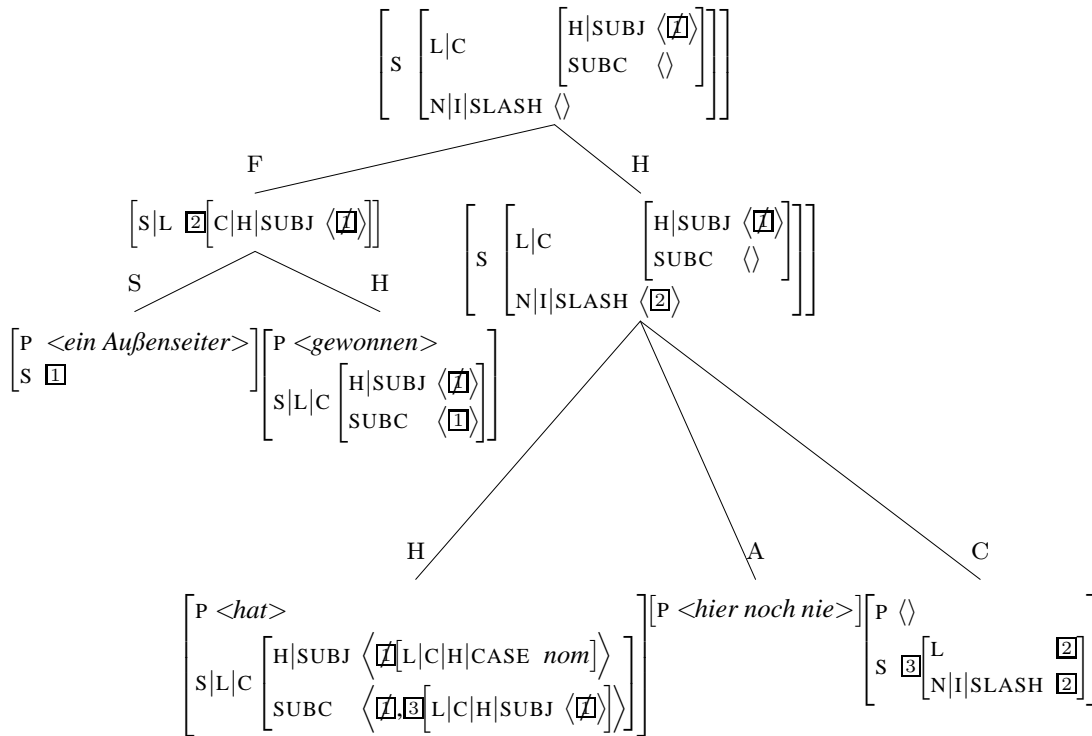 H|SUBJ ⟨[1̸]⟩
L|C
S
SUBC ⟨⟩
N|I|SLASH ⟨⟩
F H
S|L [2] C|H|SUBJ ⟨[1̸]⟩
H|SUBJ ⟨[1̸]⟩
L|C
S
SUBC ⟨⟩
N|I|SLASH ⟨[2]⟩
S H
P <ein Außenseiter>
S [1]
P <gewonnen>
S|L|C
H|SUBJ ⟨[1̸]⟩
SUBC ⟨[1]⟩
H A C
P <hat>
S|L|C
H|SUBJ ⟨[1̸][L|C|H|CASE nom]⟩
SUBC ⟨[1̸],[3][L|C|H|SUBJ ⟨[1̸]⟩]⟩
P <hier noch nie>
P ⟨⟩
S [3]
L [2]
N|I|SLASH [2]